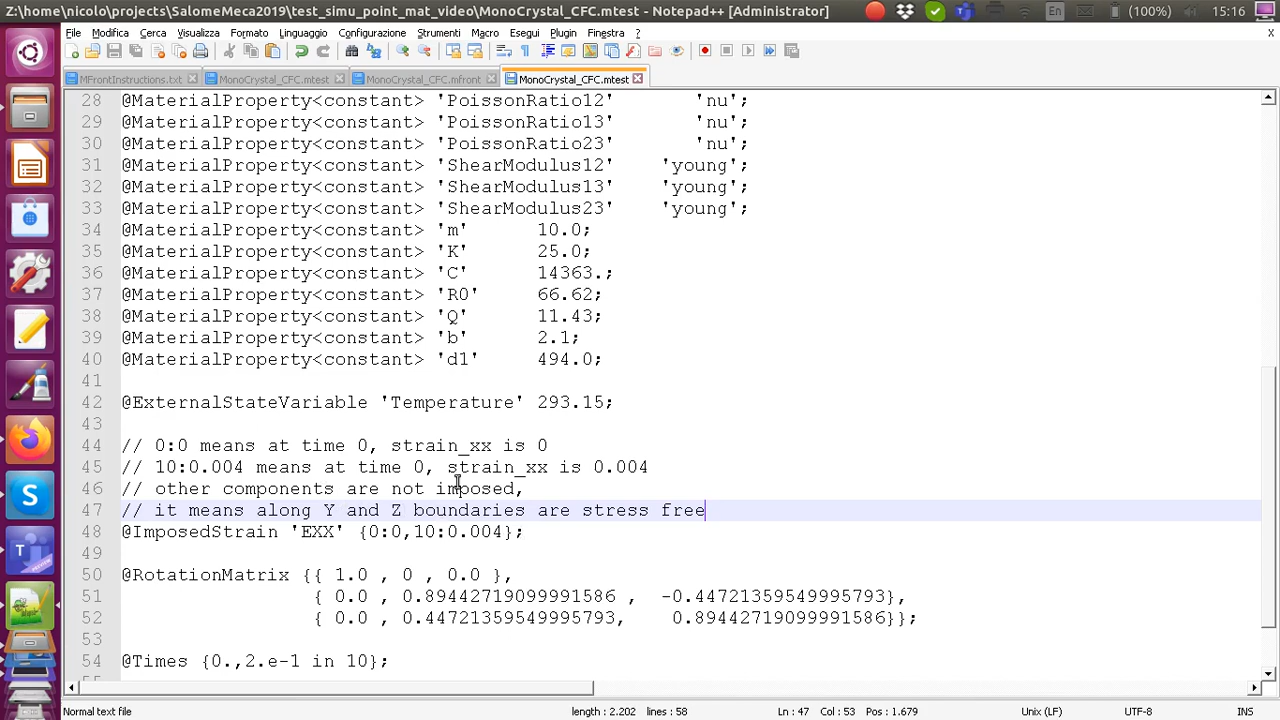 Z:\home\nicolo\projects\SalomeMeca2019\test_simu_point_mat_video\MonoCrystal_CFC.mtest - Notepad++ [Administrator]
En
(100%)
15:16
File Modifica Cerca Visualizza Formato Linguaggio Configurazione Strumenti Macro Esegui Plugin Finestra ?
X
MFrontInstructions.txt MonoCrystal_CFC.mtest MonoCrystal_CFC.mfront MonoCrystal_CFC.mtest
28 @MaterialProperty<constant> 'PoissonRatio12' 'nu';
29 @MaterialProperty<constant> 'PoissonRatio13' 'nu';
30 @MaterialProperty<constant> 'PoissonRatio23' 'nu';
31 @MaterialProperty<constant> 'ShearModulus12' 'young';
32 @MaterialProperty<constant> 'ShearModulus13' 'young';
33 @MaterialProperty<constant> 'ShearModulus23' 'young';
34 @MaterialProperty<constant> 'm' 10.0;
35 @MaterialProperty<constant> 'K' 25.0;
36 @MaterialProperty<constant> 'C' 14363.;
37 @MaterialProperty<constant> 'R0' 66.62;
38 @MaterialProperty<constant> 'Q' 11.43;
39 @MaterialProperty<constant> 'b' 2.1;
40 @MaterialProperty<constant> 'd1' 494.0;
41
42 @ExternalStateVariable 'Temperature' 293.15;
43
44 // 0:0 means at time 0, strain_xx is 0
45 // 10:0.004 means at time 0, strain_xx is 0.004
46 // other components are not imposed,
47 // it means along Y and Z boundaries are stress free
48 @ImposedStrain 'EXX' {0:0,10:0.004};
49
50 @RotationMatrix {{ 1.0 , 0 , 0.0 },
51 { 0.0 , 0.89442719099991586 , -0.44721359549995793},
52 { 0.0 , 0.44721359549995793, 0.89442719099991586}};
53
54 @Times {0.,2.e-1 in 10};
Normal text file length : 2.202 lines : 58 Ln : 47 Col : 53 Pos : 1.679 Unix (LF) UTF-8 INS